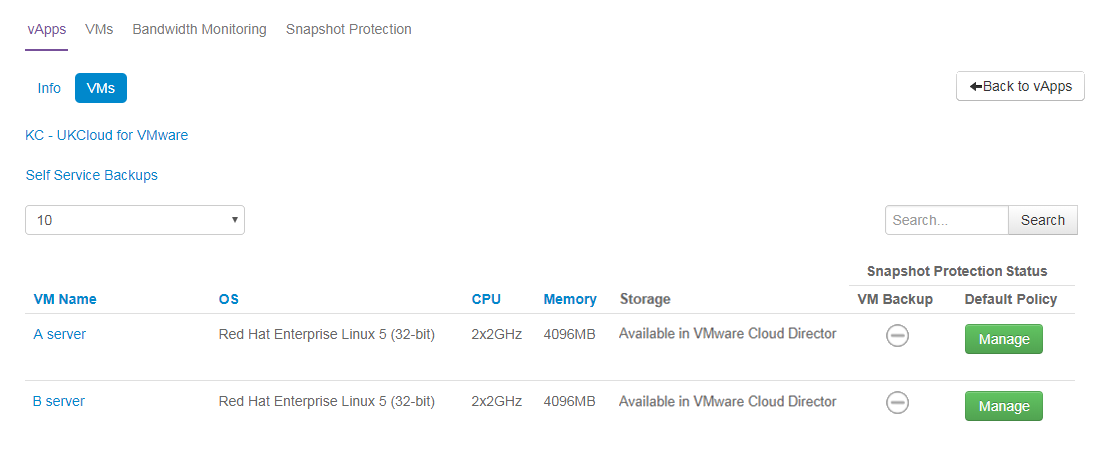 vApps VMs Bandwidth Monitoring Snapshot Protection
Info VMs Back to vApps
KC - UKCloud for VMware
Self Service Backups
10 Search... Search
Snapshot Protection Status
VM Name OS CPU Memory Storage VM Backup Default Policy
A server Red Hat Enterprise Linux 5 (32-bit) 2x2GHz 4096MB Available in VMware Cloud Director Manage
B server Red Hat Enterprise Linux 5 (32-bit) 2x2GHz 4096MB Available in VMware Cloud Director Manage